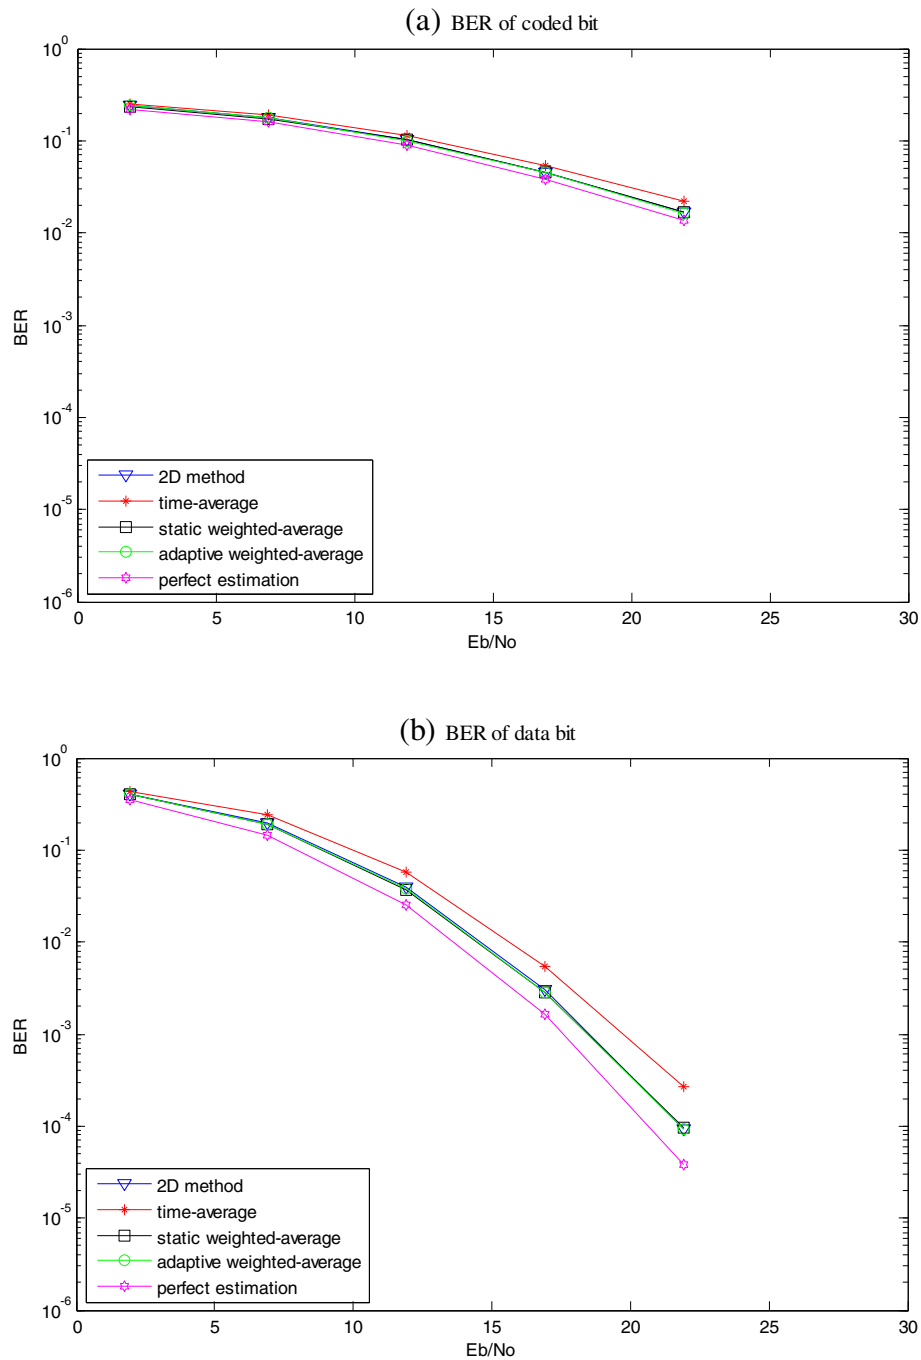 (a) BER of coded bit
10^0
10^-1
10^-2
10^-3
10^-4
10^-5
10^-6
BER
2D method
time-average
static weighted-average
adaptive weighted-average
perfect estimation
0 5 10 15 20 25 30
Eb/No
(b) BER of data bit
10^0
10^-1
10^-2
10^-3
10^-4
10^-5
10^-6
BER
2D method
time-average
static weighted-average
adaptive weighted-average
perfect estimation
0 5 10 15 20 25 30
Eb/No